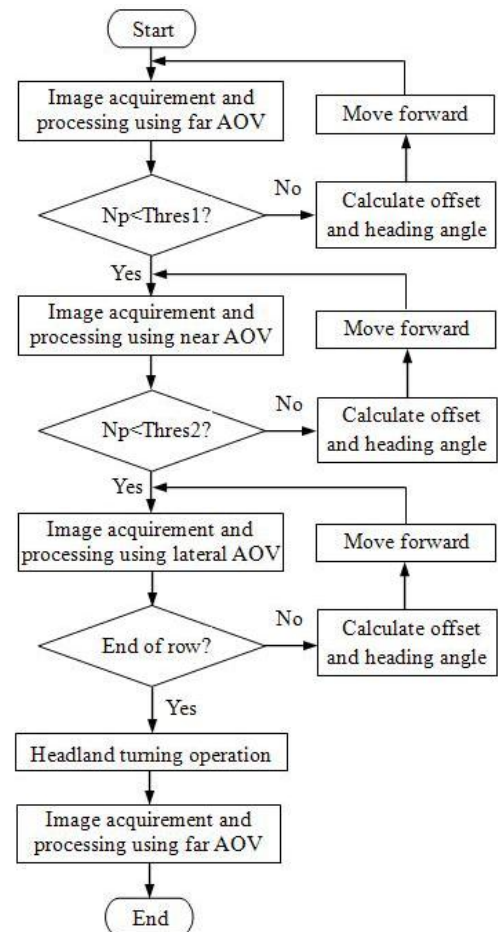 Start
Image acquirement and
processing using far AOV
Move forward
Np<Thres1?
No
Calculate offset
and heading angle
Yes
Image acquirement and
processing using near AOV
Move forward
Np<Thres2?
No
Calculate offset
and heading angle
Yes
Image acquirement and
processing using lateral AOV
Move forward
End of row?
No
Calculate offset
and heading angle
Yes
Headland turning operation
Image acquirement and
processing using far AOV
End